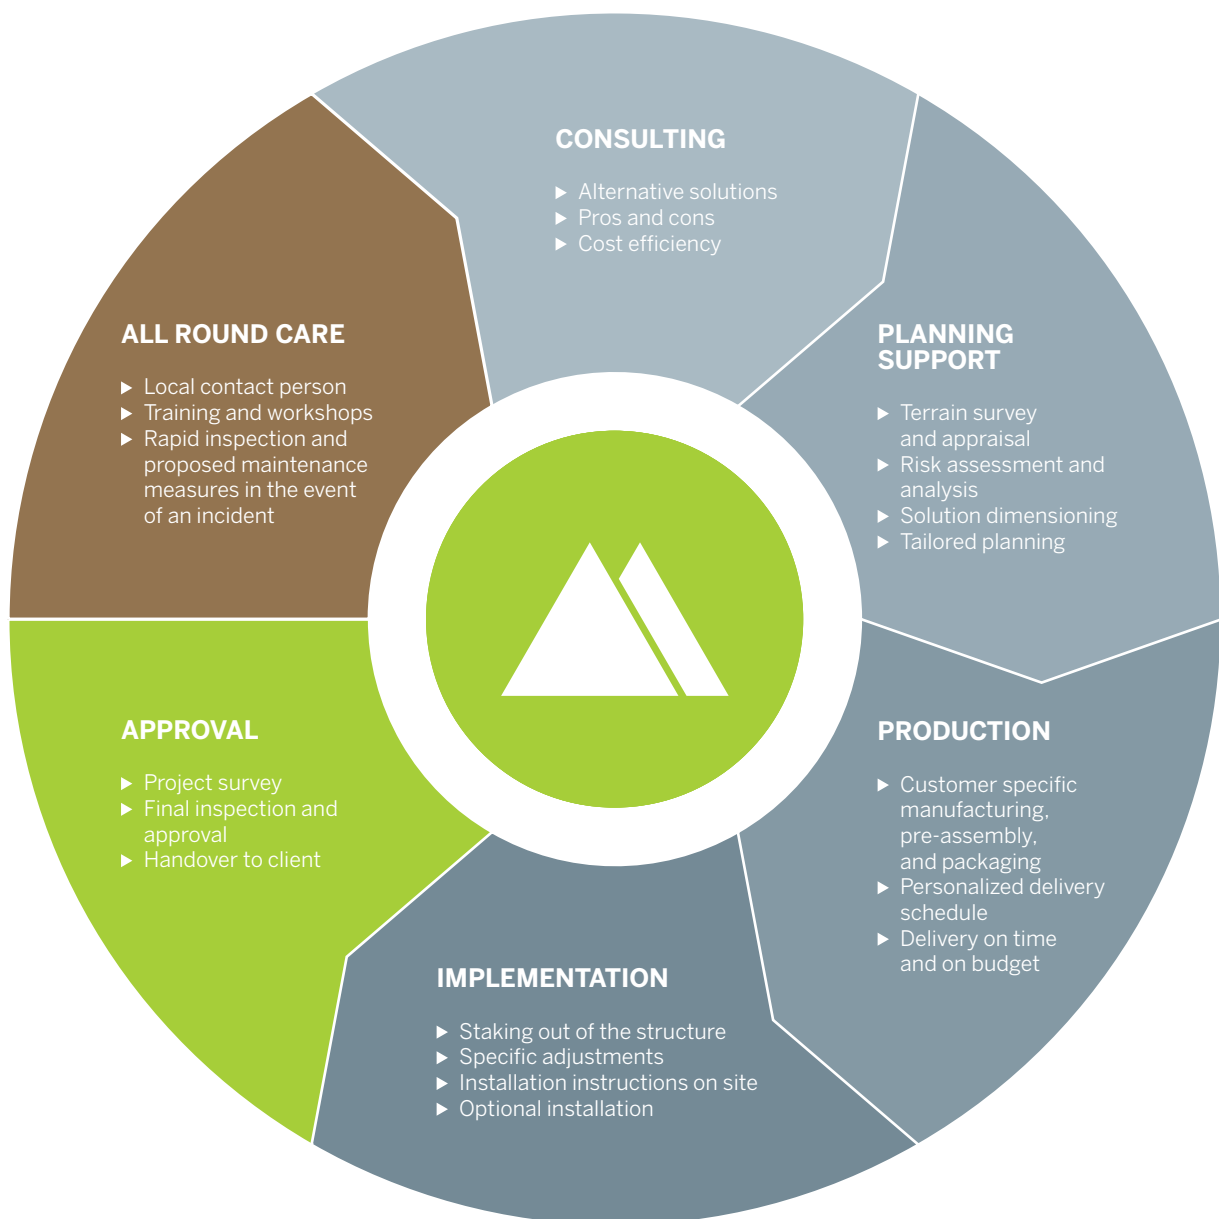 CONSULTING
▶ Alternative solutions
▶ Pros and cons
▶ Cost efficiency
PLANNING
SUPPORT
▶ Terrain survey
and appraisal
▶ Risk assessment and
analysis
▶ Solution dimensioning
▶ Tailored planning
PRODUCTION
▶ Customer specific
manufacturing,
pre-assembly,
and packaging
▶ Personalized delivery
schedule
▶ Delivery on time
and on budget
IMPLEMENTATION
▶ Staking out of the structure
▶ Specific adjustments
▶ Installation instructions on site
▶ Optional installation
APPROVAL
▶ Project survey
▶ Final inspection and
approval
▶ Handover to client
ALL ROUND CARE
▶ Local contact person
▶ Training and workshops
▶ Rapid inspection and
proposed maintenance
measures in the event
of an incident